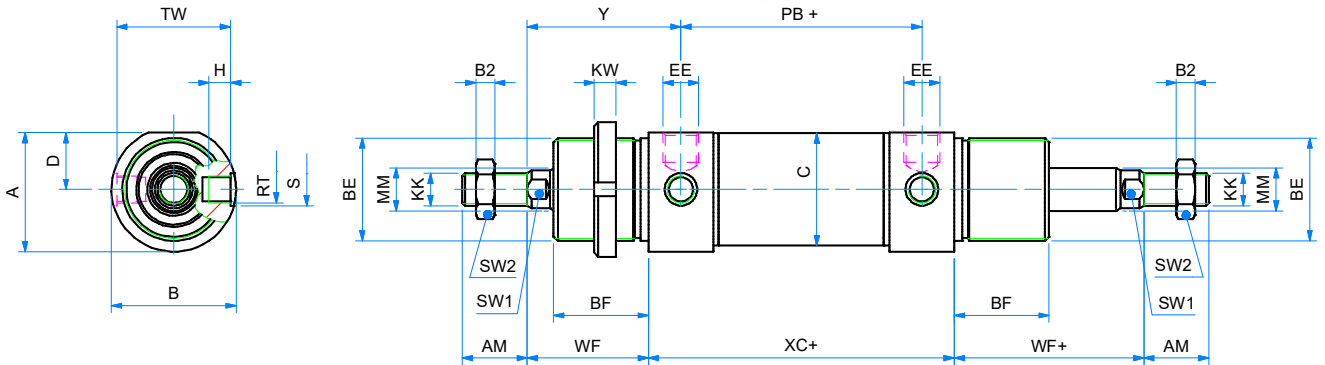 TW
Y
PB +
H
B2
KW
EE
EE
B2
A
D
RT
S
BE
MM
KK
C
KK
MM
BE
SW2
SW1
SW2
SW1
B
BF
BF
AM
WF
XC+
WF+
AM